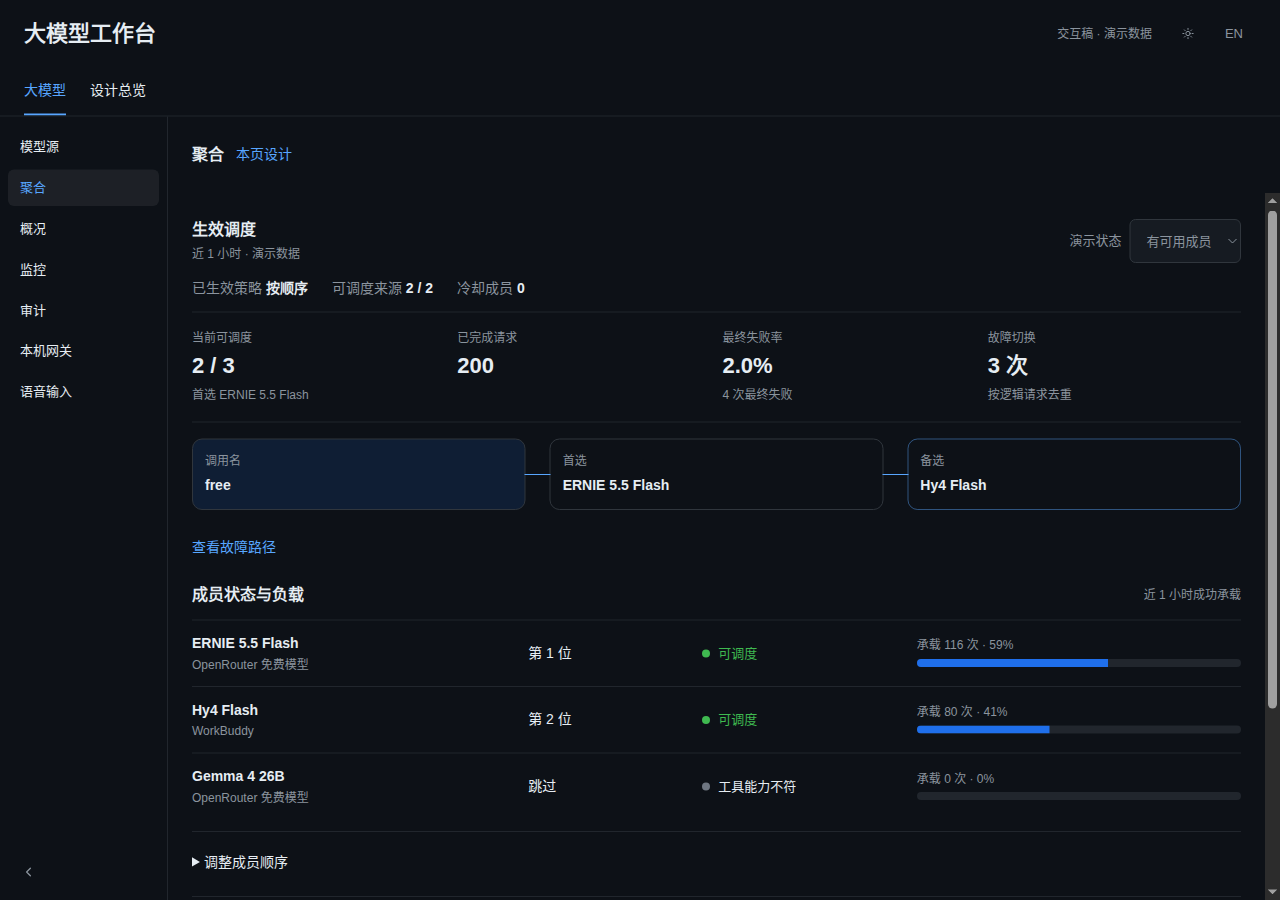 大模型工作台
交互稿 · 演示数据
EN
大模型
设计总览
模型源
聚合
概况
监控
审计
本机网关
语音输入
聚合
本页设计
生效调度
近 1 小时 · 演示数据
演示状态
有可用成员
已生效策略 按顺序
可调度来源 2 / 2
冷却成员 0
当前可调度
2 / 3
首选 ERNIE 5.5 Flash
已完成请求
200
最终失败率
2.0%
4 次最终失败
故障切换
3 次
按逻辑请求去重
调用名
free
首选
ERNIE 5.5 Flash
备选
Hy4 Flash
查看故障路径
成员状态与负载
近 1 小时成功承载
ERNIE 5.5 Flash
OpenRouter 免费模型
第 1 位
可调度
承载 116 次 · 59%
Hy4 Flash
WorkBuddy
第 2 位
可调度
承载 80 次 · 41%
Gemma 4 26B
OpenRouter 免费模型
跳过
工具能力不符
承载 0 次 · 0%
调整成员顺序